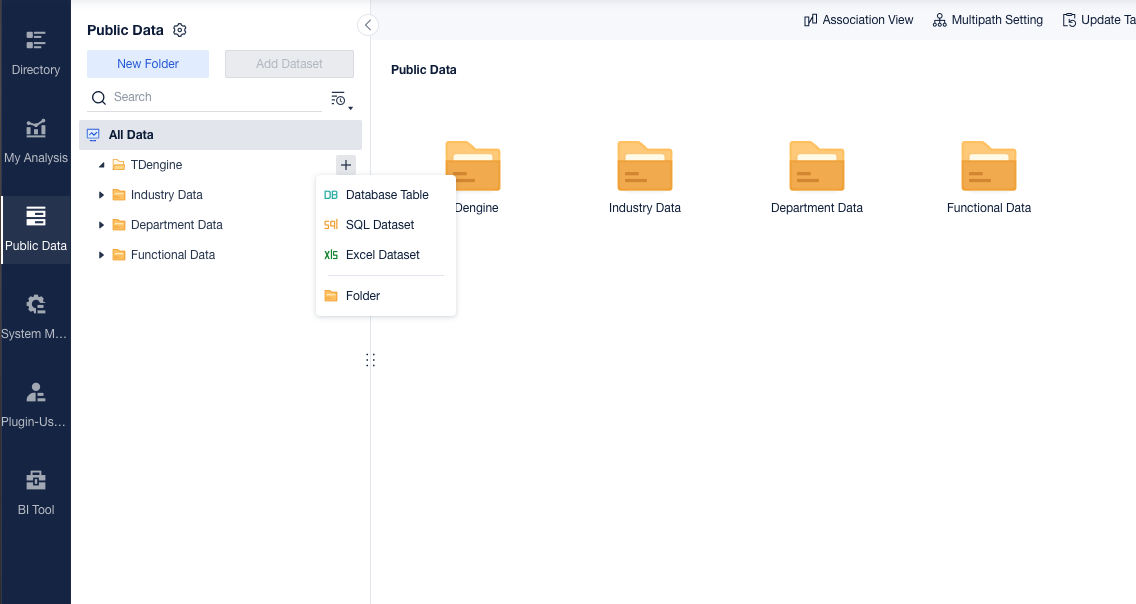 Directory
My Analysis
Public Data
System M...
Plugin-Us...
BI Tool
Public Data
New Folder
Add Dataset
Search
All Data
TDengine
Industry Data
Department Data
Functional Data
DB Database Table
sql SQL Dataset
xls Excel Dataset
Folder
Association View
Multipath Setting
Update Ta
Public Data
Dengine
Industry Data
Department Data
Functional Data